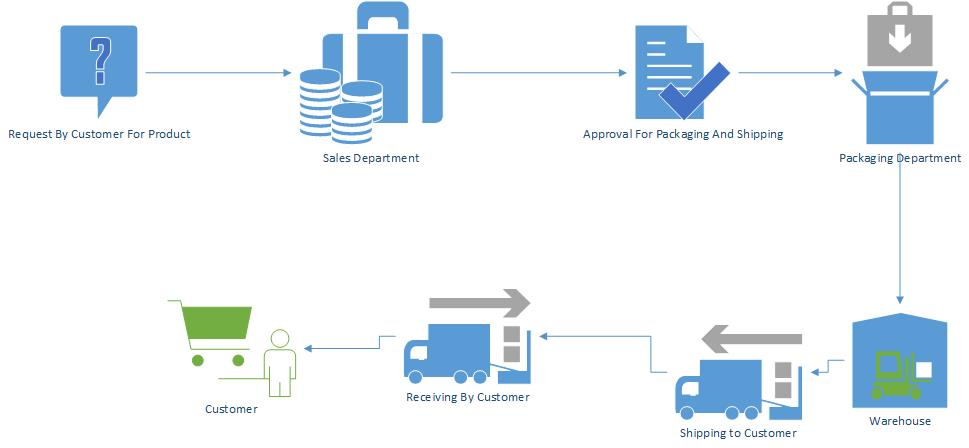 Request By Customer For Product
Sales Department
Approval For Packaging And Shipping
Packaging Department
Customer
Receiving By Customer
Shipping to Customer
Warehouse